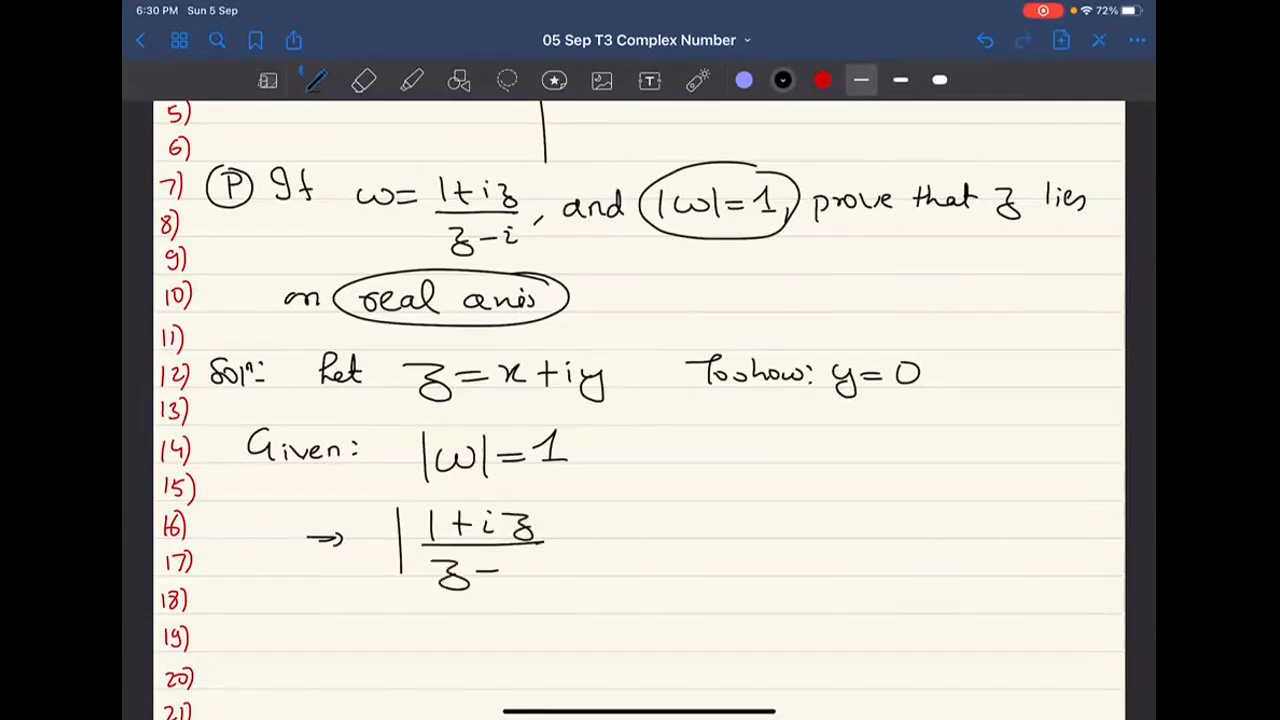 6:30 PM Sun 5 Sep 72%
05 Sep T3 Complex Number
5)
6)
7) (P) If ω = (1+iz)/(z-i), and |ω|=1, prove that z lies
8)
9)
10) on real axis
11)
12) Solⁿ: Let z = x+iy To show: y=0
13)
14) Given: |ω|=1
15)
16) ⇒ | 1+iz
17) z-
18)
19)
20)
21)